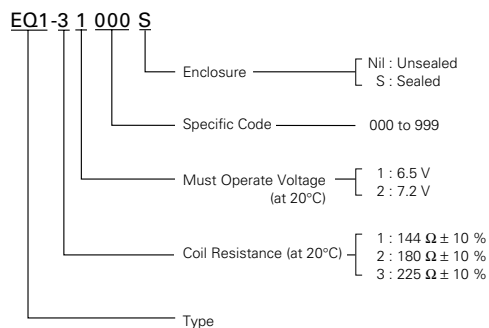 EQ1-3 1 000 S
Enclosure
Nil : Unsealed
S : Sealed
Specific Code
000 to 999
Must Operate Voltage
(at 20°C)
1 : 6.5 V
2 : 7.2 V
Coil Resistance (at 20°C)
1 : 144 Ω ± 10 %
2 : 180 Ω ± 10 %
3 : 225 Ω ± 10 %
Type